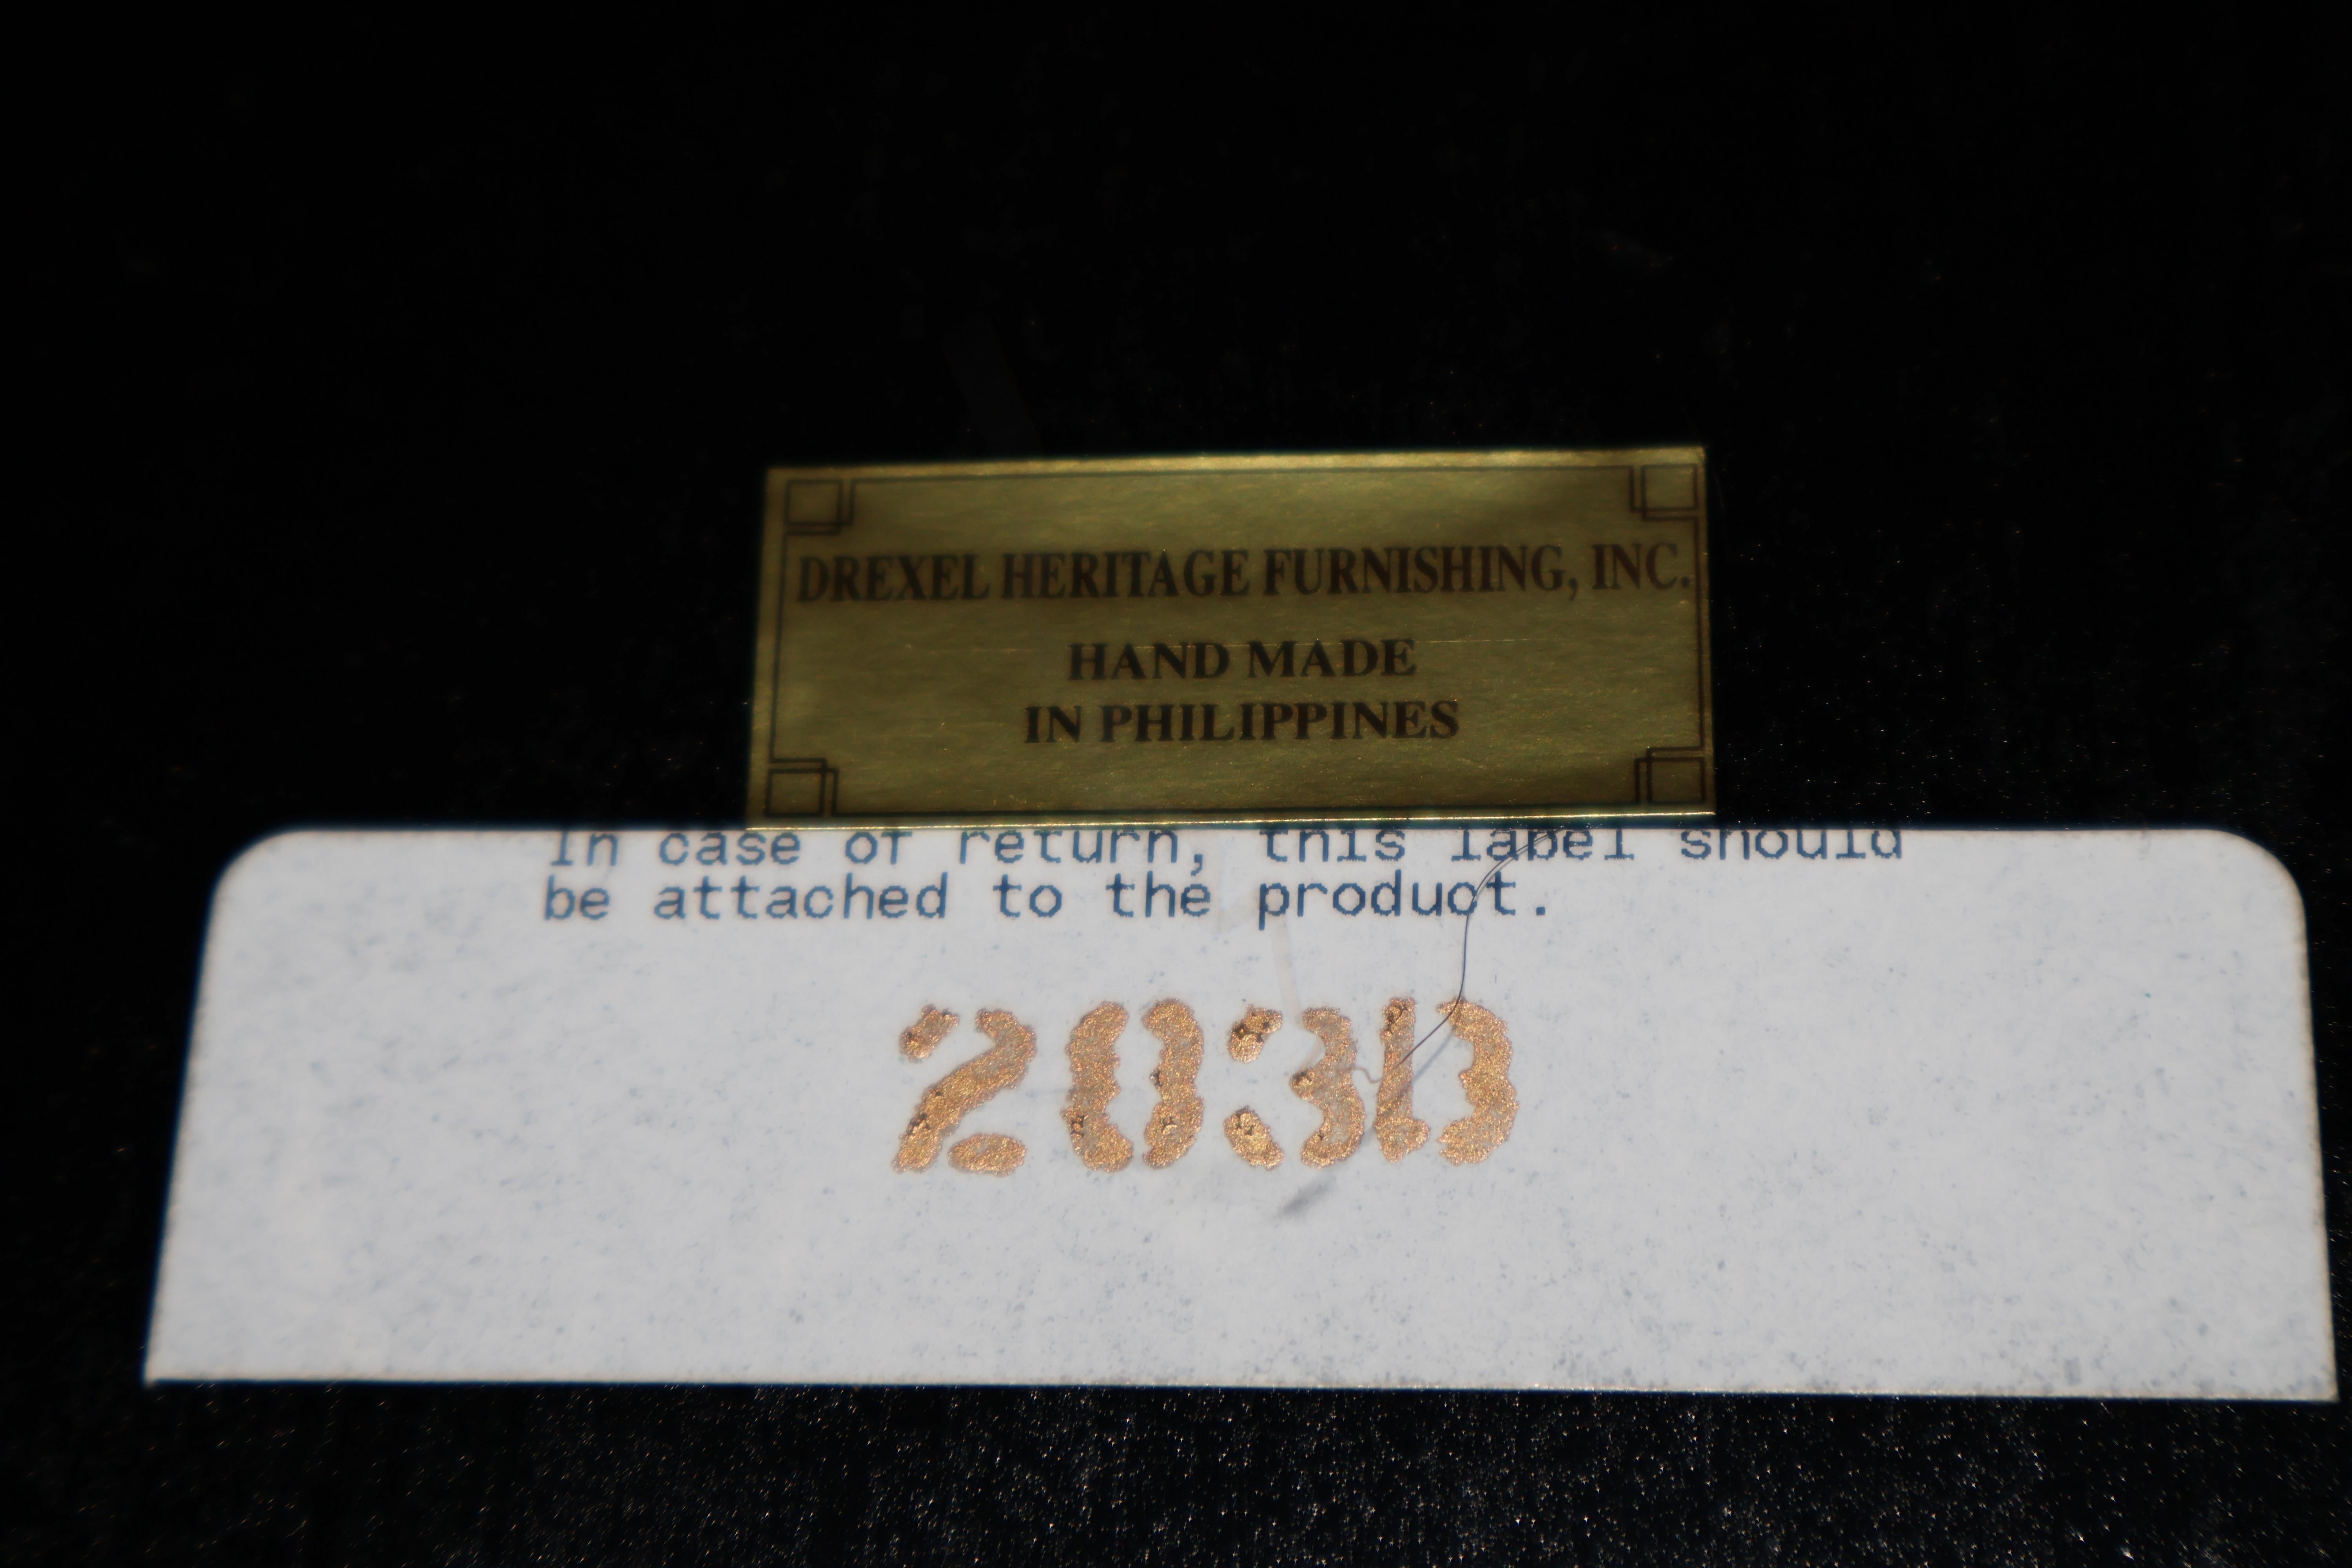 DREXEL HERITAGE FURNISHING, INC.
HAND MADE
IN PHILIPPINES
In case of return, this label should
be attached to the product.
203D